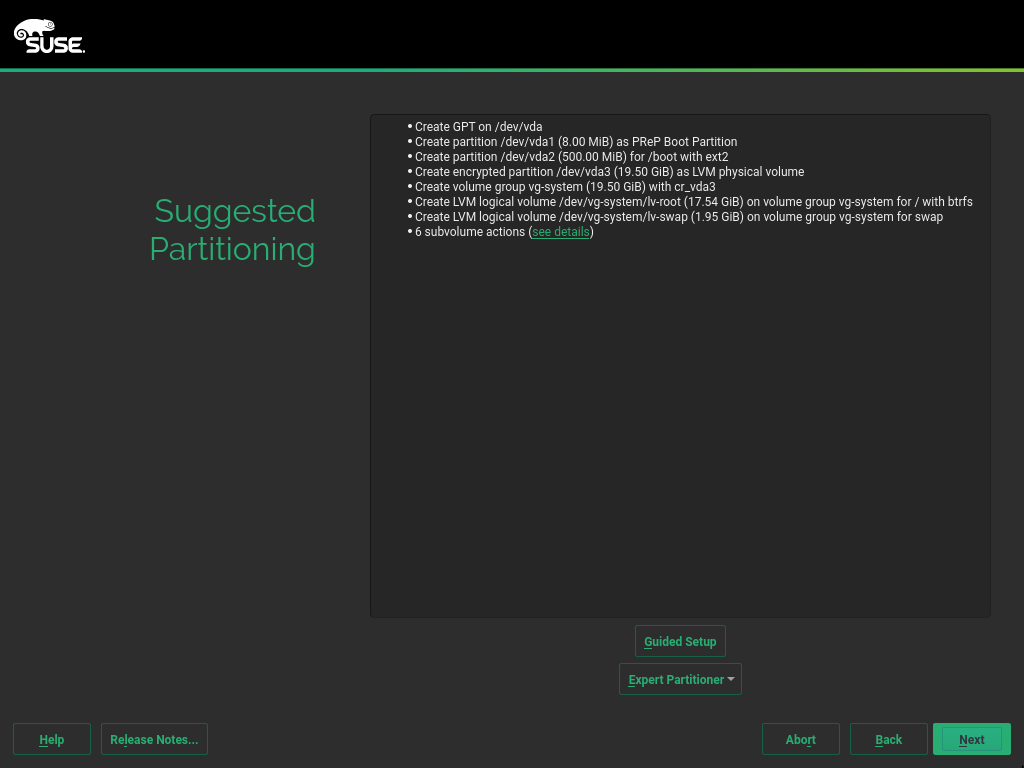 SUSE.
Suggested
Partitioning
• Create GPT on /dev/vda
• Create partition /dev/vda1 (8.00 MiB) as PReP Boot Partition
• Create partition /dev/vda2 (500.00 MiB) for /boot with ext2
• Create encrypted partition /dev/vda3 (19.50 GiB) as LVM physical volume
• Create volume group vg-system (19.50 GiB) with cr_vda3
• Create LVM logical volume /dev/vg-system/lv-root (17.54 GiB) on volume group vg-system for / with btrfs
• Create LVM logical volume /dev/vg-system/lv-swap (1.95 GiB) on volume group vg-system for swap
• 6 subvolume actions (see details)
Guided Setup
Expert Partitioner
Help
Release Notes...
Abort
Back
Next